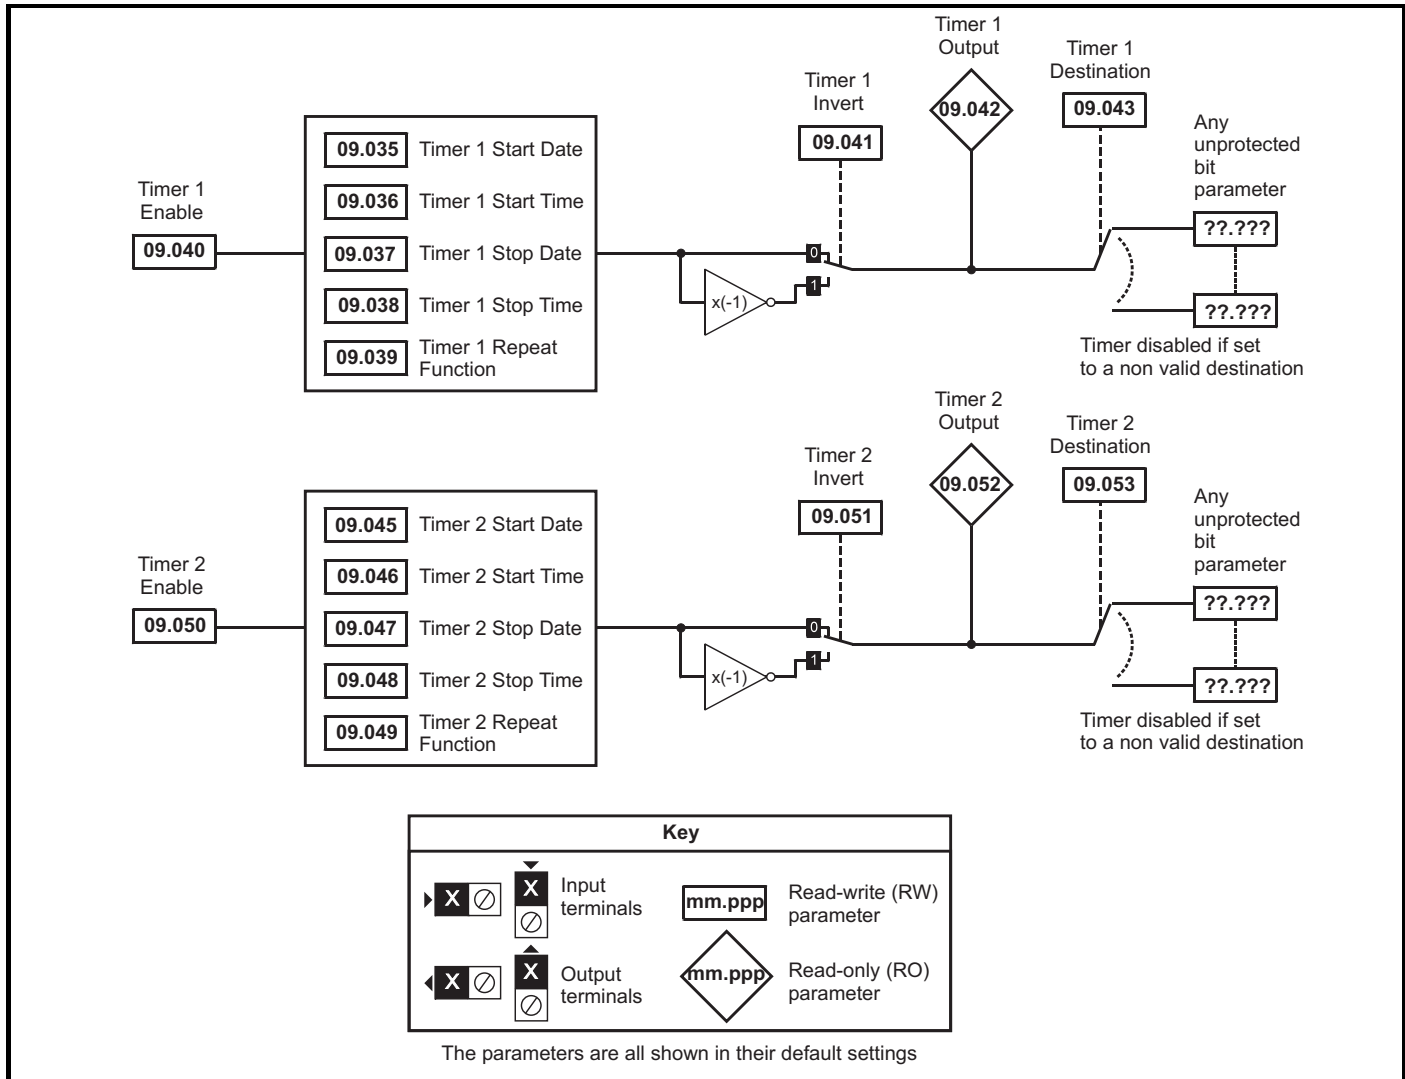 Timer 1
Output
Timer 1
Destination
Timer 1
Invert
09.042
09.043
09.041
Any
unprotected
bit
parameter
Timer 1
Enable
09.040
09.035 Timer 1 Start Date
09.036 Timer 1 Start Time
09.037 Timer 1 Stop Date
09.038 Timer 1 Stop Time
09.039 Timer 1 Repeat
Function
0
1
x(-1)
??.???
??.???
Timer disabled if set
to a non valid destination
Timer 2
Output
Timer 2
Destination
Timer 2
Invert
09.052
09.053
09.051
Any
unprotected
bit
parameter
Timer 2
Enable
09.050
09.045 Timer 2 Start Date
09.046 Timer 2 Start Time
09.047 Timer 2 Stop Date
09.048 Timer 2 Stop Time
09.049 Timer 2 Repeat
Function
0
1
x(-1)
??.???
??.???
Timer disabled if set
to a non valid destination
Key
X
X
Input
terminals
mm.ppp
Read-write (RW)
parameter
X
X
Output
terminals
mm.ppp
Read-only (RO)
parameter
The parameters are all shown in their default settings